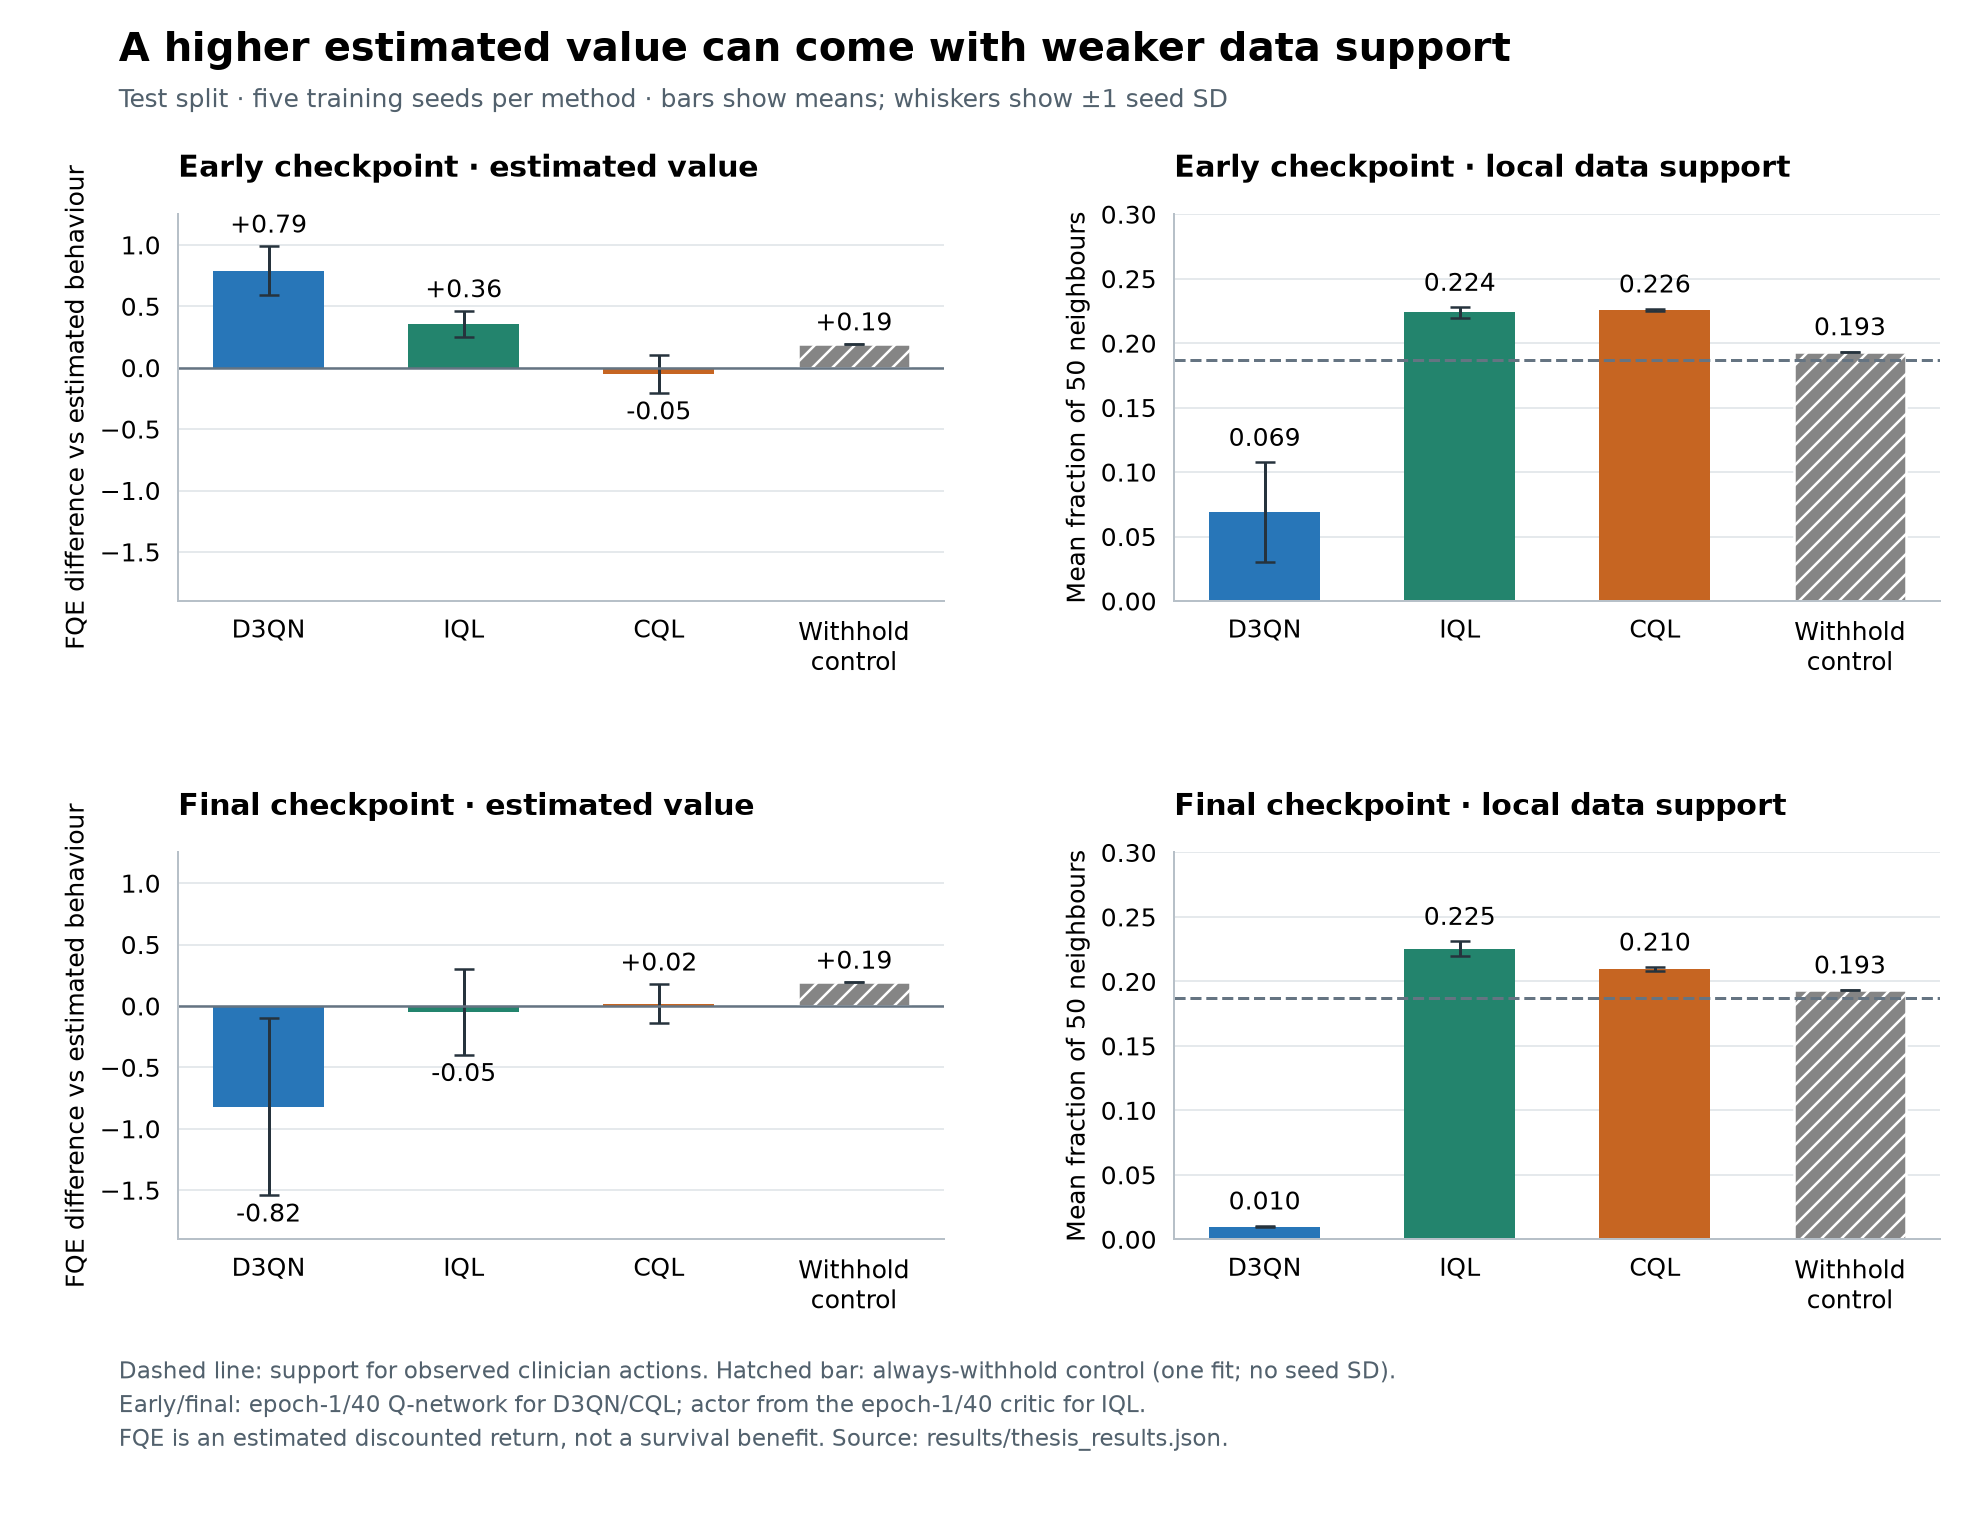 A higher estimated value can come with weaker data support
Test split · five training seeds per method · bars show means; whiskers show ±1 seed SD
Early checkpoint · estimated value
FQE difference vs estimated behaviour
1.0
0.5
0.0
−0.5
−1.0
−1.5
+0.79
+0.36
-0.05
+0.19
D3QN
IQL
CQL
Withhold
control
Early checkpoint · local data support
Mean fraction of 50 neighbours
0.30
0.25
0.20
0.15
0.10
0.05
0.00
0.069
0.224
0.226
0.193
D3QN
IQL
CQL
Withhold
control
Final checkpoint · estimated value
FQE difference vs estimated behaviour
1.0
0.5
0.0
−0.5
−1.0
−1.5
-0.82
-0.05
+0.02
+0.19
D3QN
IQL
CQL
Withhold
control
Final checkpoint · local data support
Mean fraction of 50 neighbours
0.30
0.25
0.20
0.15
0.10
0.05
0.00
0.010
0.225
0.210
0.193
D3QN
IQL
CQL
Withhold
control
Dashed line: support for observed clinician actions. Hatched bar: always-withhold control (one fit; no seed SD).
Early/final: epoch-1/40 Q-network for D3QN/CQL; actor from the epoch-1/40 critic for IQL.
FQE is an estimated discounted return, not a survival benefit. Source: results/thesis_results.json.